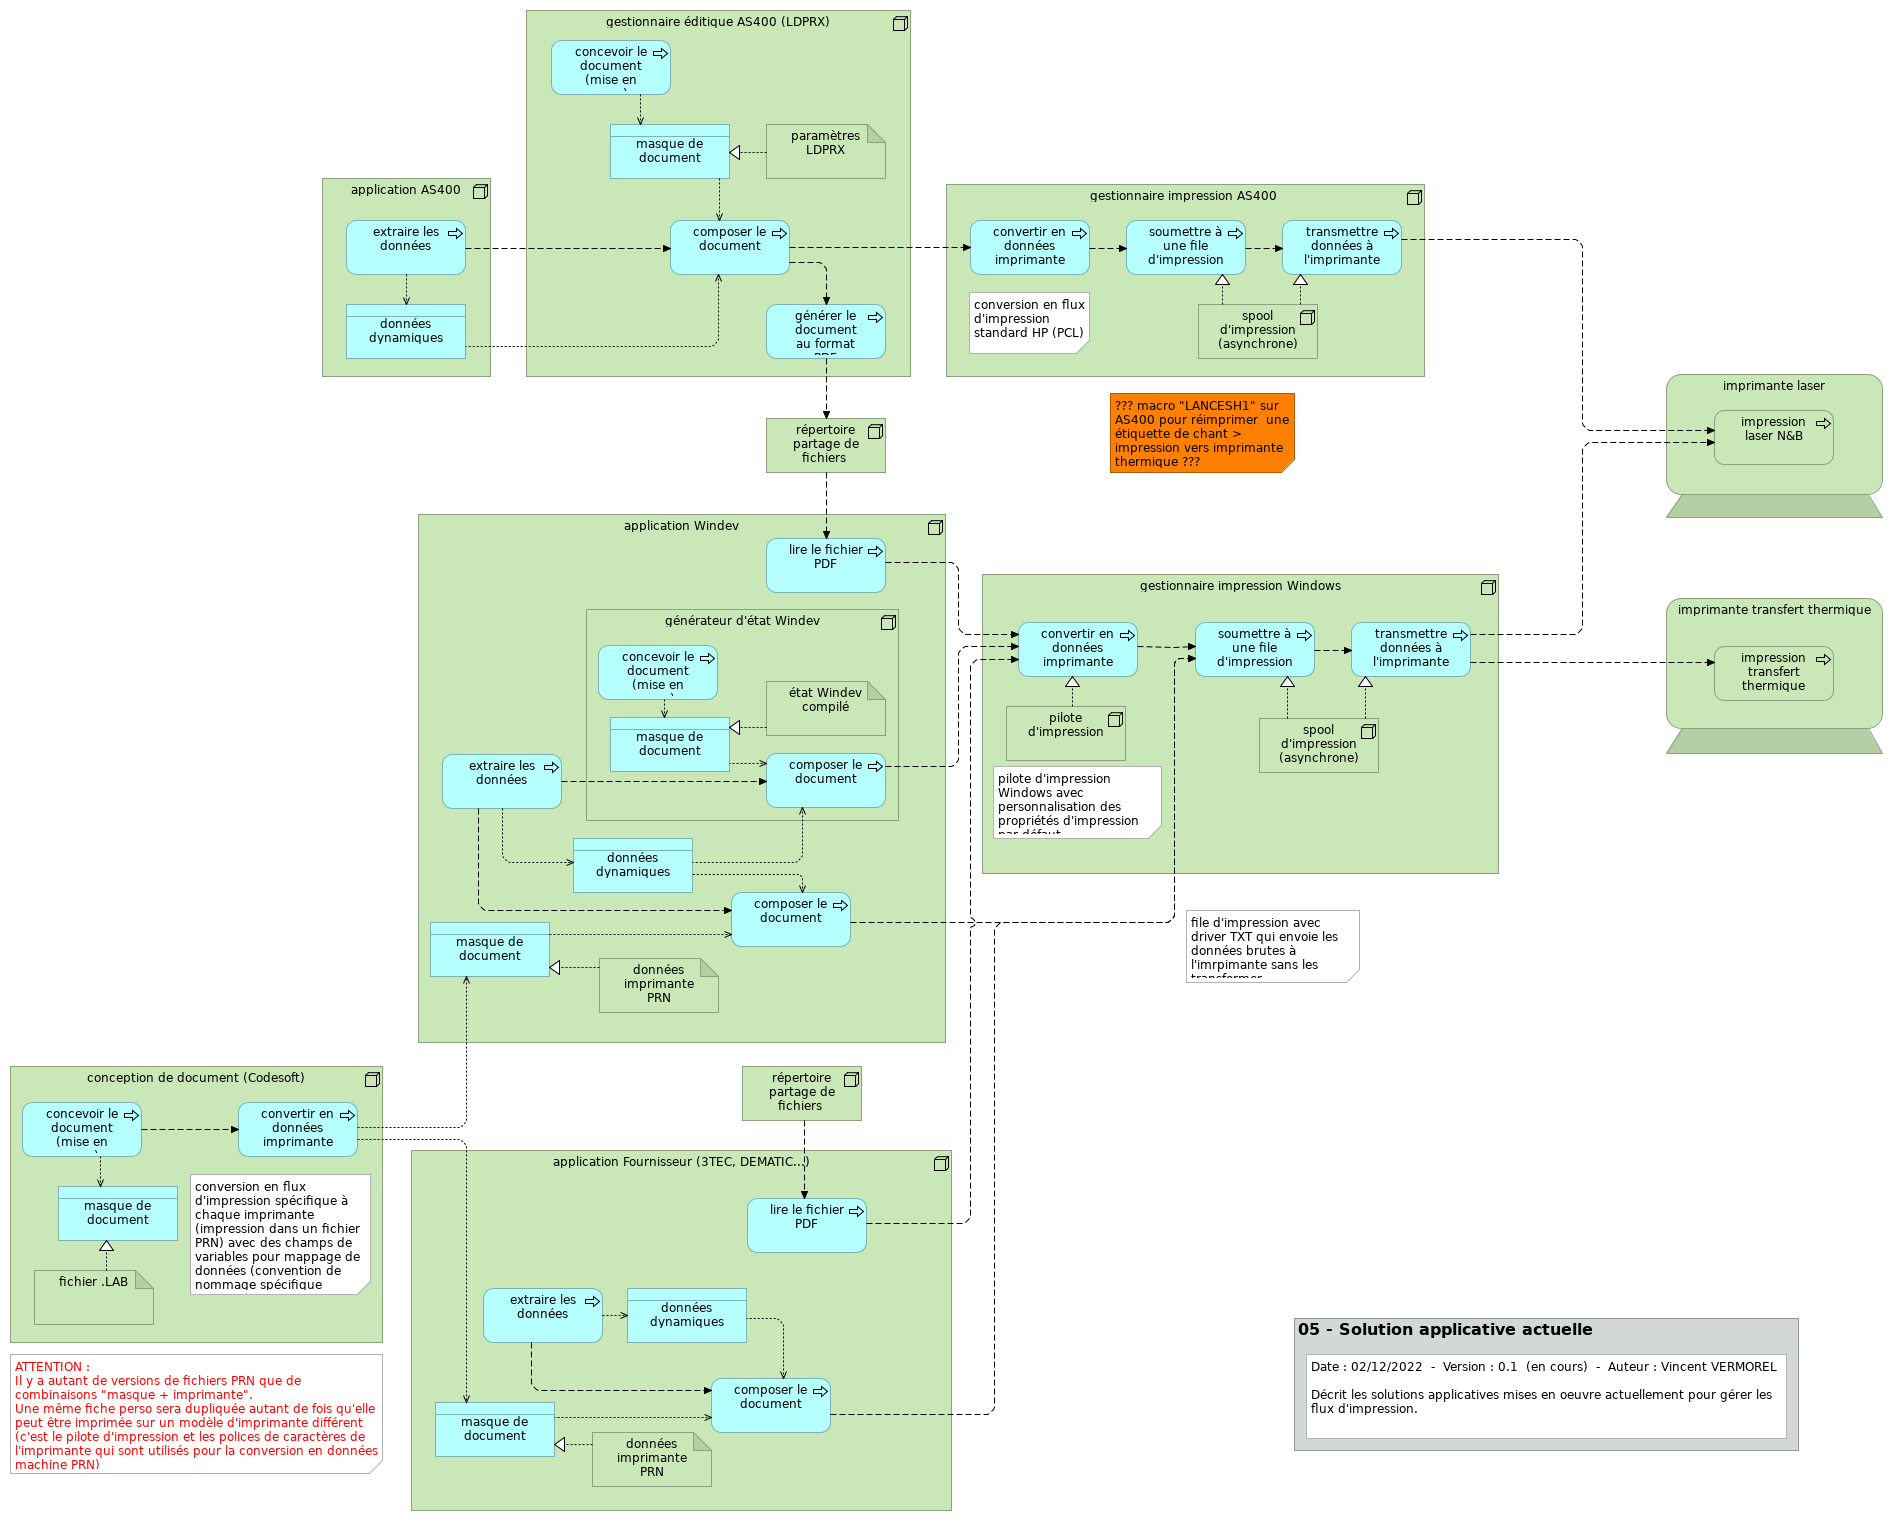 gestionnaire éditique AS400 (LDPRX)
concevoir le
document
(mise en
masque de
document
paramètres
LDPRX
application AS400
extraire les
données
données
dynamiques
composer le
document
générer le
document
au format
PDF
gestionnaire impression AS400
convertir en
données
imprimante
soumettre à
une file
d'impression
transmettre
données à
l'imprimante
conversion en flux
d'impression
standard HP (PCL)
spool
d'impression
(asynchrone)
??? macro "LANCESH1" sur
AS400 pour réimprimer  une
étiquette de chant >
impression vers imprimante
thermique ???
imprimante laser
impression
laser N&B
répertoire
partage de
fichiers
application Windev
lire le fichier
PDF
générateur d'état Windev
concevoir le
document
(mise en
état Windev
compilé
masque de
document
extraire les
données
composer le
document
données
dynamiques
composer le
document
masque de
document
données
imprimante
PRN
gestionnaire impression Windows
convertir en
données
imprimante
soumettre à
une file
d'impression
transmettre
données à
l'imprimante
pilote
d'impression
spool
d'impression
(asynchrone)
pilote d'impression
Windows avec
personnalisation des
propriétés d'impression
par défaut
imprimante transfert thermique
impression
transfert
thermique
file d'impression avec
driver TXT qui envoie les
données brutes à
l'imrpimante sans les
transformer
conception de document (Codesoft)
concevoir le
document
(mise en
convertir en
données
imprimante
masque de
document
fichier .LAB
conversion en flux
d'impression spécifique à
chaque imprimante
(impression dans un fichier
PRN) avec des champs de
variables pour mappage de
données (convention de
nommage spécifique
ATTENTION :
Il y a autant de versions de fichiers PRN que de
combinaisons "masque + imprimante".
Une même fiche perso sera dupliquée autant de fois qu'elle
peut être imprimée sur un modèle d'imprimante différent
(c'est le pilote d'impression et les polices de caractères de
l'imprimante qui sont utilisés pour la conversion en données
machine PRN)
répertoire
partage de
fichiers
application Fournisseur (3TEC, DEMATIC...)
lire le fichier
PDF
extraire les
données
données
dynamiques
composer le
document
masque de
document
données
imprimante
PRN
05 - Solution applicative actuelle
Date : 02/12/2022  -  Version : 0.1  (en cours)  -  Auteur : Vincent VERMOREL
Décrit les solutions applicatives mises en oeuvre actuellement pour gérer les
flux d'impression.